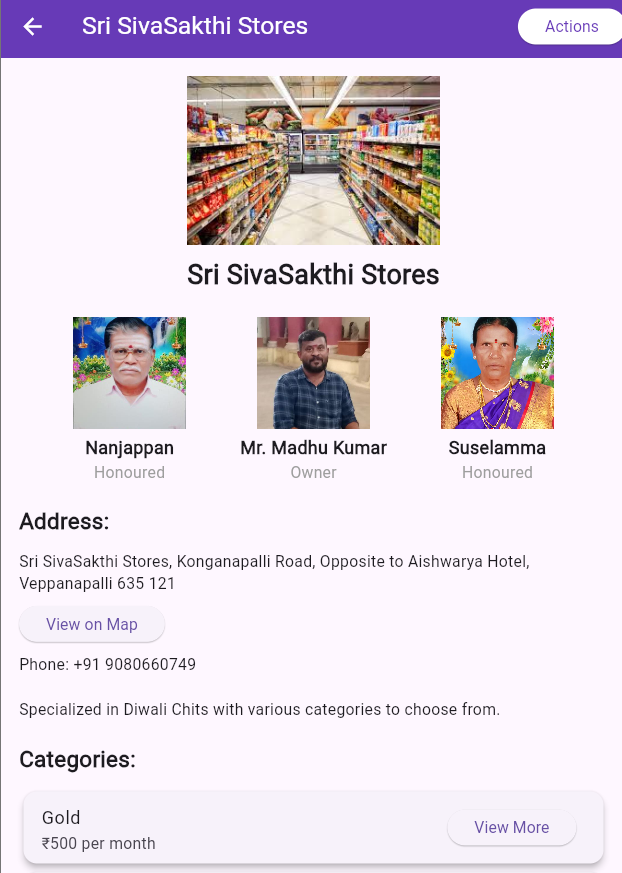 Sri SivaSakthi Stores
Actions
Sri SivaSakthi Stores
Nanjappan
Honoured
Mr. Madhu Kumar
Owner
Suselamma
Honoured
Address:
Sri SivaSakthi Stores, Konganapalli Road, Opposite to Aishwarya Hotel,
Veppanapalli 635 121
View on Map
Phone: +91 9080660749
Specialized in Diwali Chits with various categories to choose from.
Categories:
Gold
₹500 per month
View More